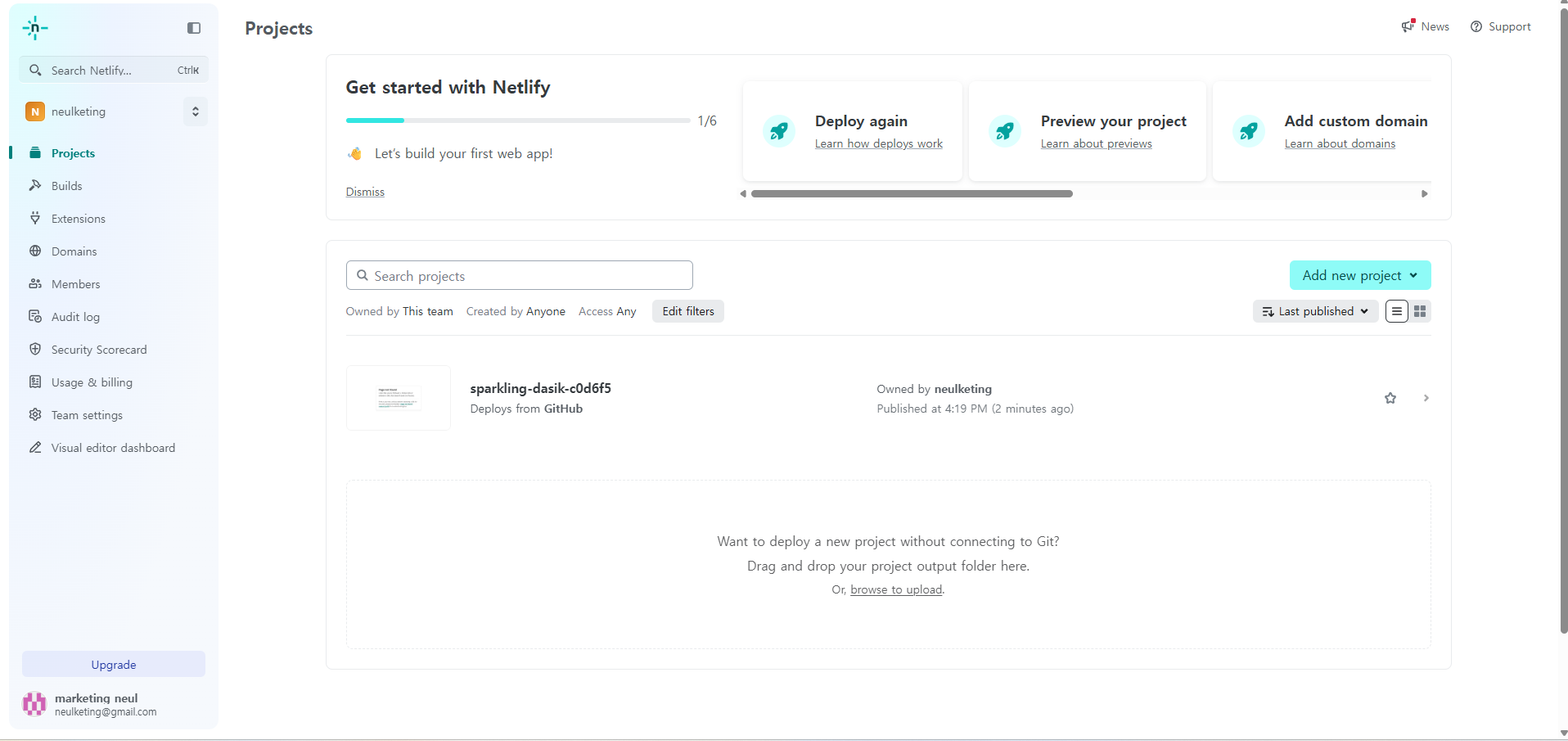 n
Projects
News
Support
Search Netlify...
Ctrl K
N
neulketing
Projects
Builds
Extensions
Domains
Members
Audit log
Security Scorecard
Usage & billing
Team settings
Visual editor dashboard
Upgrade
marketing neul
neulketing@gmail.com
Get started with Netlify
1/6
Let's build your first web app!
Dismiss
Deploy again
Learn how deploys work
Preview your project
Learn about previews
Add custom domain
Learn about domains
Search projects
Add new project
Owned by This team Created by Anyone Access Any Edit filters
Last published
sparkling-dasik-c0d6f5
Deploys from GitHub
Owned by neulketing
Published at 4:19 PM (2 minutes ago)
Want to deploy a new project without connecting to Git?
Drag and drop your project output folder here.
Or, browse to upload.